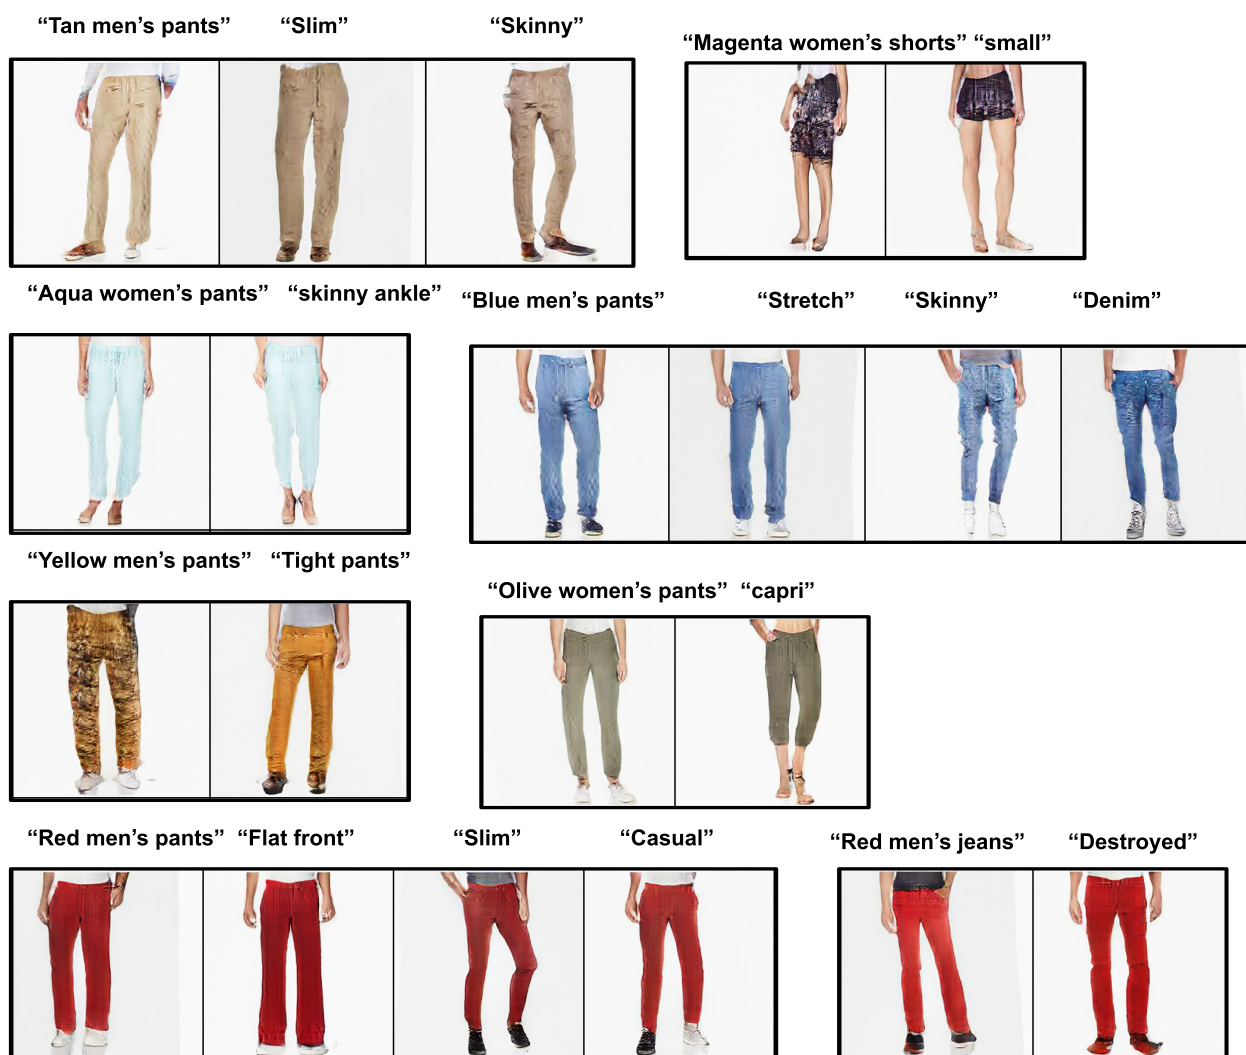 “Tan men’s pants” “Slim” “Skinny”
“Magenta women’s shorts” “small”
“Aqua women’s pants” “skinny ankle”
“Blue men’s pants” “Stretch” “Skinny” “Denim”
“Yellow men’s pants” “Tight pants”
“Olive women’s pants” “capri”
“Red men’s pants” “Flat front” “Slim” “Casual”
“Red men’s jeans” “Destroyed”